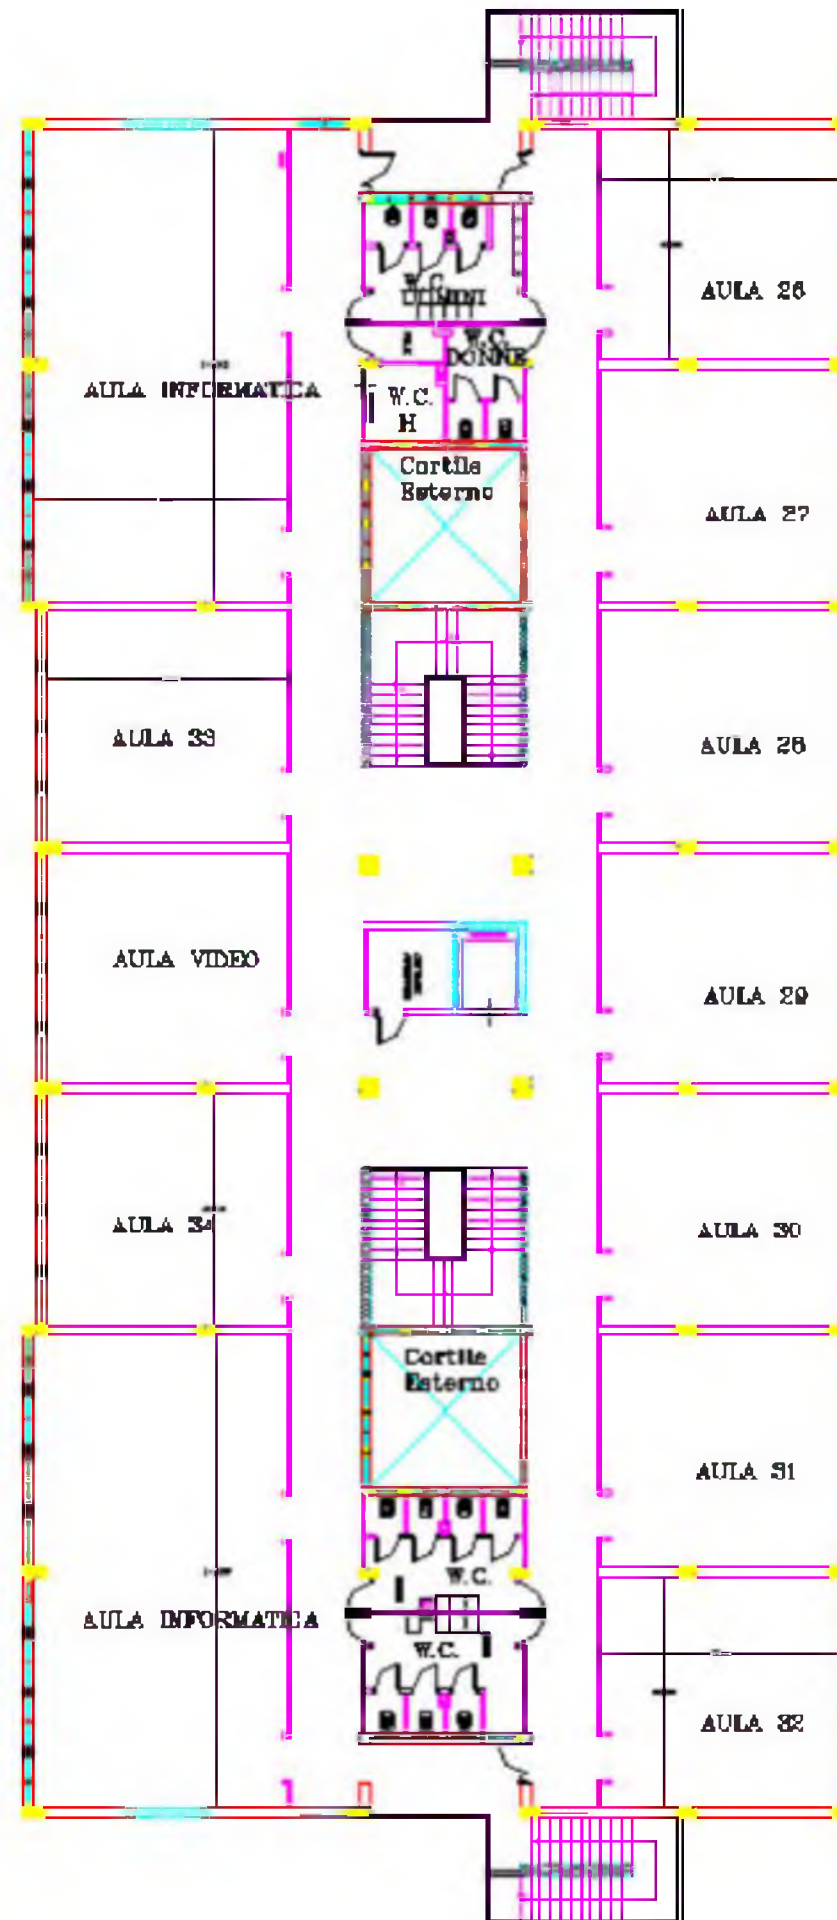 AULA 26
W.C.
UOMINI
W.C.
DONNE
AULA INFORMATICA
W.C.
H
Cortile
Esterno
AULA 27
AULA 33
AULA 28
AULA VIDEO
AULA 29
AULA 34
AULA 30
Cortile
Esterno
AULA 31
W.C.
AULA INFORMATICA
W.C.
AULA 32